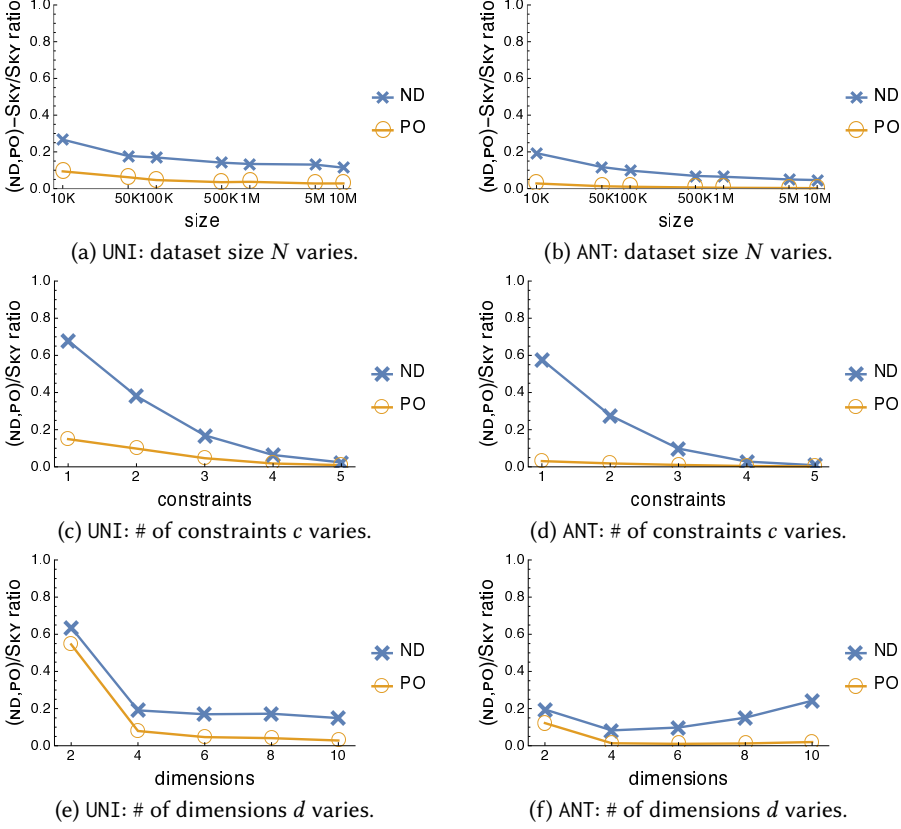 (ND,PO)−SKY/SKY ratio
1.0
0.8
0.6
0.4
0.2
0.0
10K 50K 100K 500K 1M 5M 10M
size
ND
PO
(a) UNI: dataset size N varies.
(ND,PO)−SKY/SKY ratio
1.0
0.8
0.6
0.4
0.2
0.0
10K 50K 100K 500K 1M 5M 10M
size
ND
PO
(b) ANT: dataset size N varies.
(ND,PO)/SKY ratio
1.0
0.8
0.6
0.4
0.2
0.0
1 2 3 4 5
constraints
ND
PO
(c) UNI: # of constraints c varies.
(ND,PO)/SKY ratio
1.0
0.8
0.6
0.4
0.2
0.0
1 2 3 4 5
constraints
ND
PO
(d) ANT: # of constraints c varies.
(ND,PO)/SKY ratio
1.0
0.8
0.6
0.4
0.2
0.0
2 4 6 8 10
dimensions
ND
PO
(e) UNI: # of dimensions d varies.
(ND,PO)/SKY ratio
1.0
0.8
0.6
0.4
0.2
0.0
2 4 6 8 10
dimensions
ND
PO
(f) ANT: # of dimensions d varies.